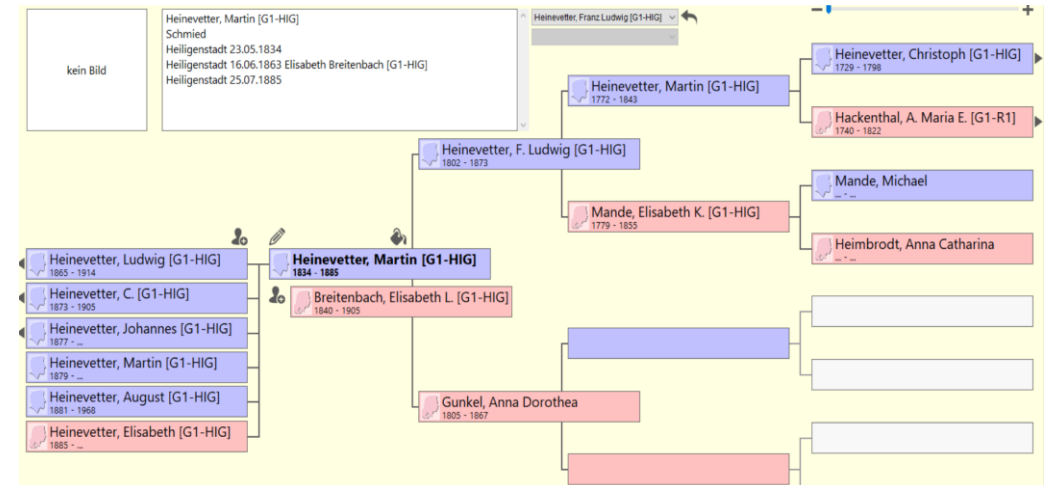 kein Bild
Heinevetter, Martin [G1-HIG]
Schmied
Heiligenstadt 23.05.1834
Heiligenstadt 16.06.1863 Elisabeth Breitenbach [G1-HIG]
Heiligenstadt 25.07.1885
Heinevetter, Franz Ludwig [G1-HIG]
Heinevetter, Christoph [G1-HIG]
1729 - 1798
Heinevetter, Martin [G1-HIG]
1772 - 1843
Hackenthal, A. Maria E. [G1-R1]
1740 - 1822
Heinevetter, F. Ludwig [G1-HIG]
1802 - 1873
Mande, Michael
... - ...
Mande, Elisabeth K. [G1-HIG]
1779 - 1855
Heimbrodt, Anna Catharina
... - ...
Heinevetter, Ludwig [G1-HIG]
1865 - 1914
Heinevetter, Martin [G1-HIG]
1834 - 1885
Heinevetter, C. [G1-HIG]
1873 - 1905
Breitenbach, Elisabeth L. [G1-HIG]
1840 - 1905
Heinevetter, Johannes [G1-HIG]
1877 - ...
Heinevetter, Martin [G1-HIG]
1879 - ...
Heinevetter, August [G1-HIG]
1881 - 1968
Gunkel, Anna Dorothea
1805 - 1867
Heinevetter, Elisabeth [G1-HIG]
1885 - ...